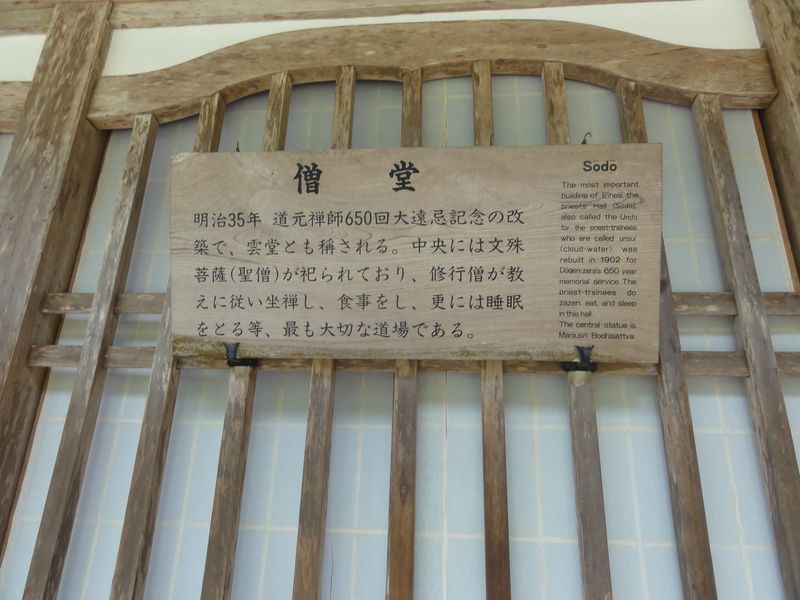 僧堂
明治35年 道元禅師650回大遠忌記念の改
築で、雲堂とも稱される。中央には文殊
菩薩(聖僧)が祀られており、修行僧が教
えに従い坐禅し、食事をし、更には睡眠
をとる等、最も大切な道場である。
Sōdō
The most important
building of Einei, the
priests' Hall (Sōdō),
also called the Undo
for the priest-trainees
who are called unsui
(cloud-water) was
rebuilt in 1902 for
Dōgen-zenji's 650 year
memorial service. The
priest-trainees do
zazen, eat, and sleep
in this hall.
The central statue is
Manjusri Bodhisattva.